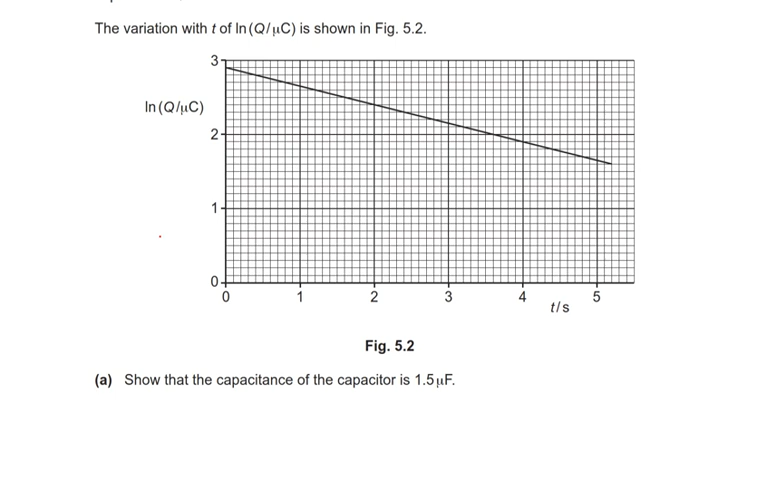 The variation with t of ln (Q/μC) is shown in Fig. 5.2.
3
ln (Q/μC)
2
1
0
0 1 2 3 4 5
t/s
Fig. 5.2
(a) Show that the capacitance of the capacitor is 1.5μF.